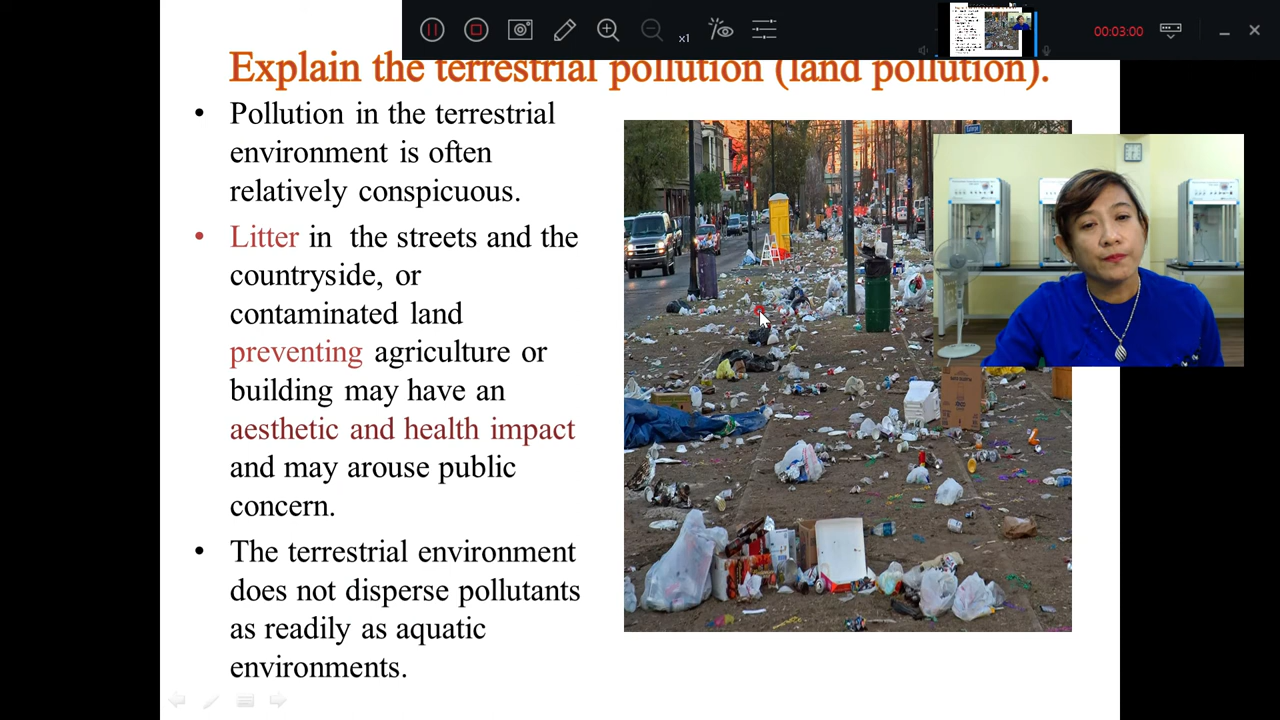 x1
03:00:00
Explain the terrestrial pollution (land pollution).
• Pollution in the terrestrial
environment is often
relatively conspicuous.
• Litter in the streets and the
countryside, or
contaminated land
preventing agriculture or
building may have an
aesthetic and health impact
and may arouse public
concern.
• The terrestrial environment
does not disperse pollutants
as readily as aquatic
environments.